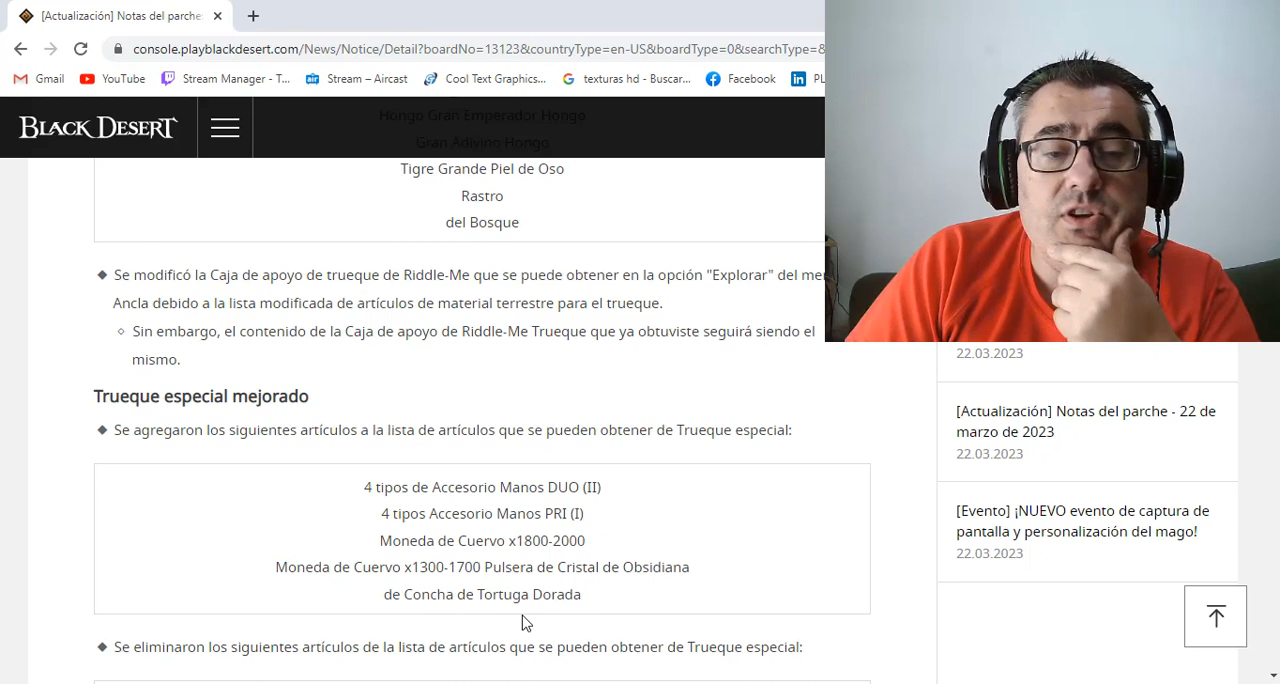 [Actualización] Notas del parche:
console.playblackdesert.com/News/Notice/Detail?boardNo=13123&countryType=en-US&boardType=0&searchType=8
Gmail YouTube Stream Manager - T... Stream – Aircast Cool Text Graphics... texturas hd - Buscar... Facebook PL
BLACK DESERT
Hongo Gran Emperador Hongo
Gran Adivino Hongo
Tigre Grande Piel de Oso
Rastro
del Bosque
Se modificó la Caja de apoyo de trueque de Riddle-Me que se puede obtener en la opción "Explorar" del
Ancla debido a la lista modificada de artículos de material terrestre para el trueque.
Sin embargo, el contenido de la Caja de apoyo de Riddle-Me Trueque que ya obtuviste seguirá siendo el
mismo.
Trueque especial mejorado
Se agregaron los siguientes artículos a la lista de artículos que se pueden obtener de Trueque especial:
4 tipos de Accesorio Manos DUO (II)
4 tipos Accesorio Manos PRI (I)
Moneda de Cuervo x1800-2000
Moneda de Cuervo x1300-1700 Pulsera de Cristal de Obsidiana
de Concha de Tortuga Dorada
Se eliminaron los siguientes artículos de la lista de artículos que se pueden obtener de Trueque especial:
22.03.2023
[Actualización] Notas del parche - 22 de
marzo de 2023
22.03.2023
[Evento] ¡NUEVO evento de captura de
pantalla y personalización del mago!
22.03.2023